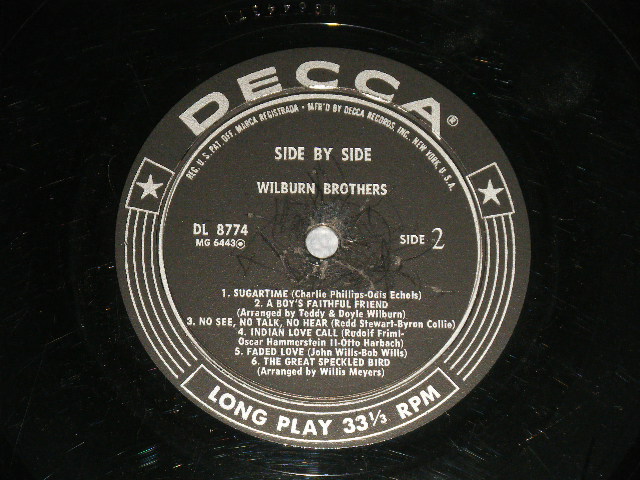 DECCA®
REG. U.S. PAT. OFF. MARCA REGISTRADA • MFR'D BY DECCA RECORDS, INC., NEW YORK, U.S.A.
SIDE BY SIDE
WILBURN BROTHERS
DL 8774
MG 6443
SIDE 2
1. SUGARTIME (Charlie Phillips-Odis Echols)
2. A BOY'S FAITHFUL FRIEND
(Arranged by Teddy & Doyle Wilburn)
3. NO SEE, NO TALK, NO HEAR (Redd Stewart-Byron Collie)
4. INDIAN LOVE CALL (Rudolf Friml-
Oscar Hammerstein II-Otto Harbach)
5. FADED LOVE (John Wills-Bob Wills)
6. THE GREAT SPECKLED BIRD
(Arranged by Willis Meyers)
LONG PLAY 33⅓ RPM